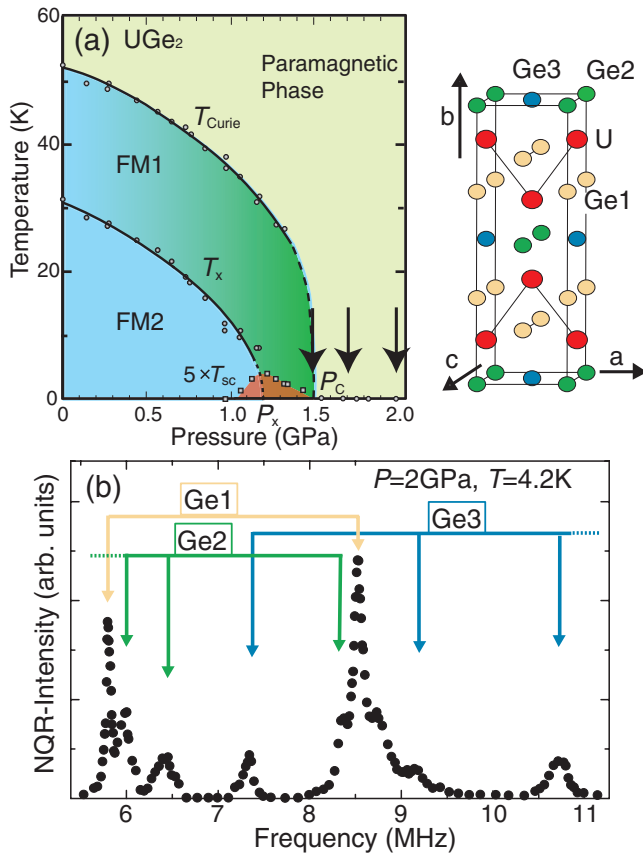 (a) UGe₂
Paramagnetic
Phase
T_Curie
FM1
T_x
FM2
5×T_sc
P_C
P_x
Temperature (K)
60
40
20
0
0.0
0.5
1.0
1.5
2.0
Pressure (GPa)
Ge3
Ge2
b
U
Ge1
c
a
(b)
P=2GPa, T=4.2K
Ge1
Ge3
Ge2
NQR-Intensity (arb. units)
6
7
8
9
10
11
Frequency (MHz)